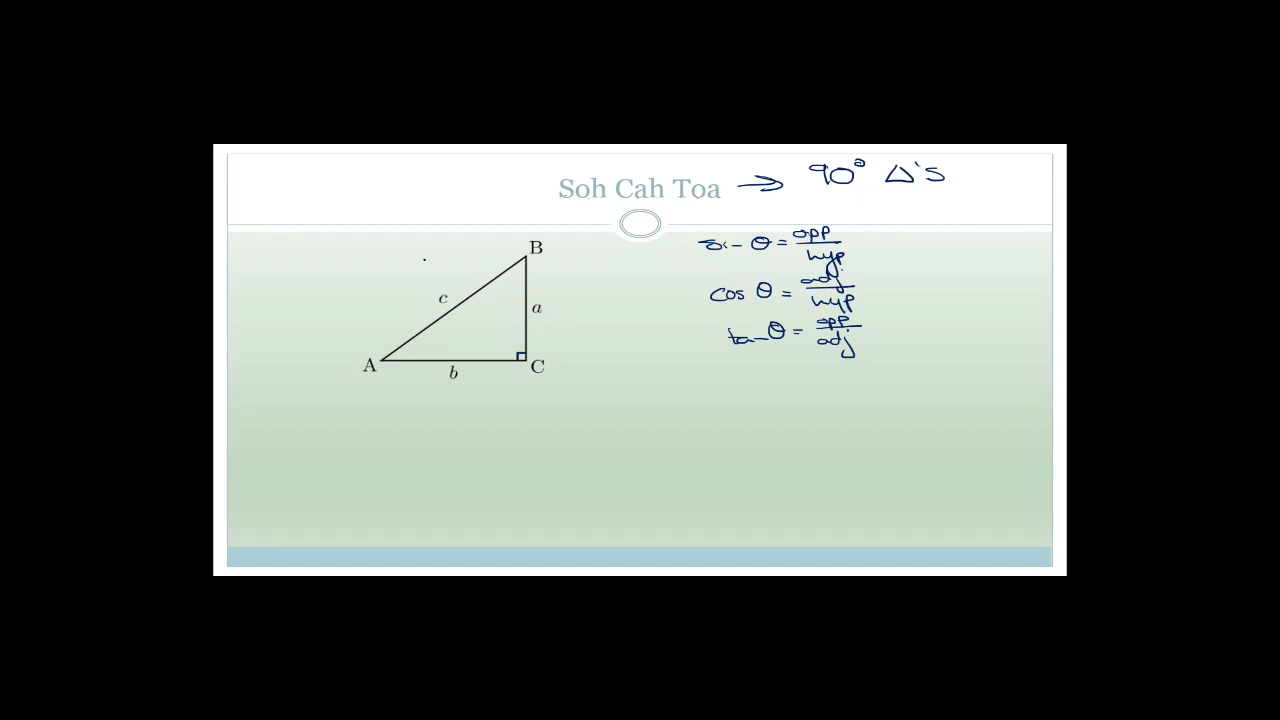 Soh Cah Toa → 90° Δ's
sin θ = opp/hyp
cos θ = adj/hyp
tan θ = opp/adj
B
c
a
A
C
b